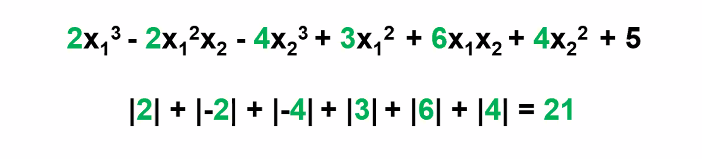 2x₁³ - 2x₁²x₂ - 4x₂³ + 3x₁² + 6x₁x₂ + 4x₂² + 5
|2| + |-2| + |-4| + |3| + |6| + |4| = 21